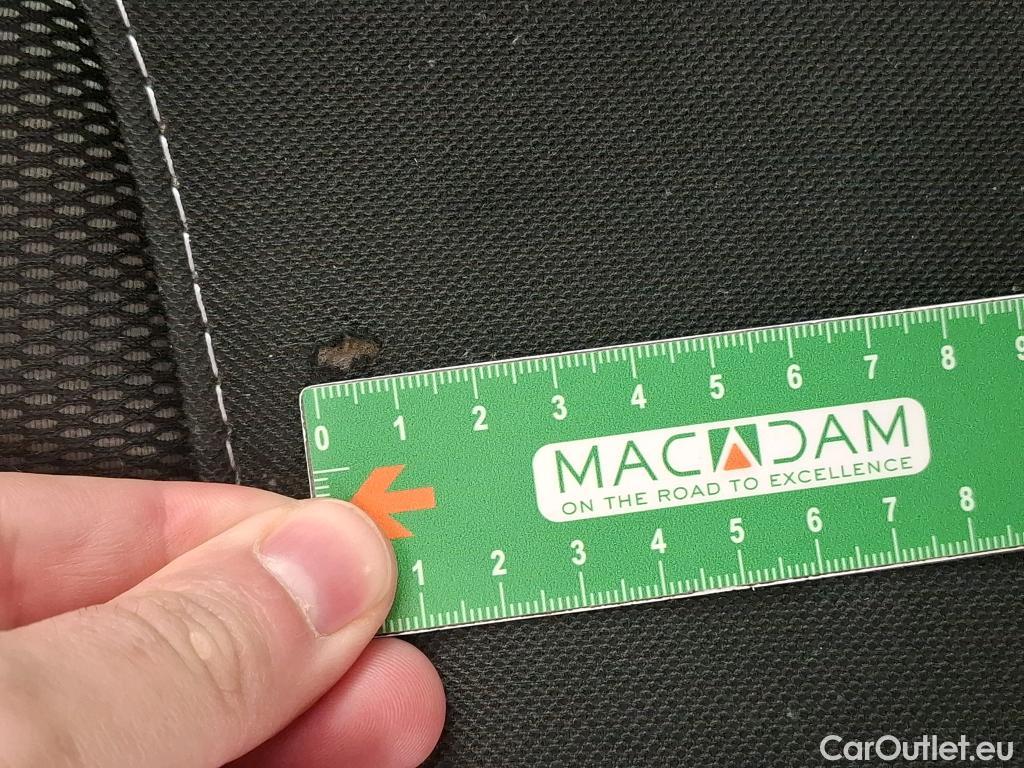 0 1 2 3 4 5 6 7 8 9
MACADAM
ON THE ROAD TO EXCELLENCE
1 2 3 4 5 6 7 8
CarOutlet.eu